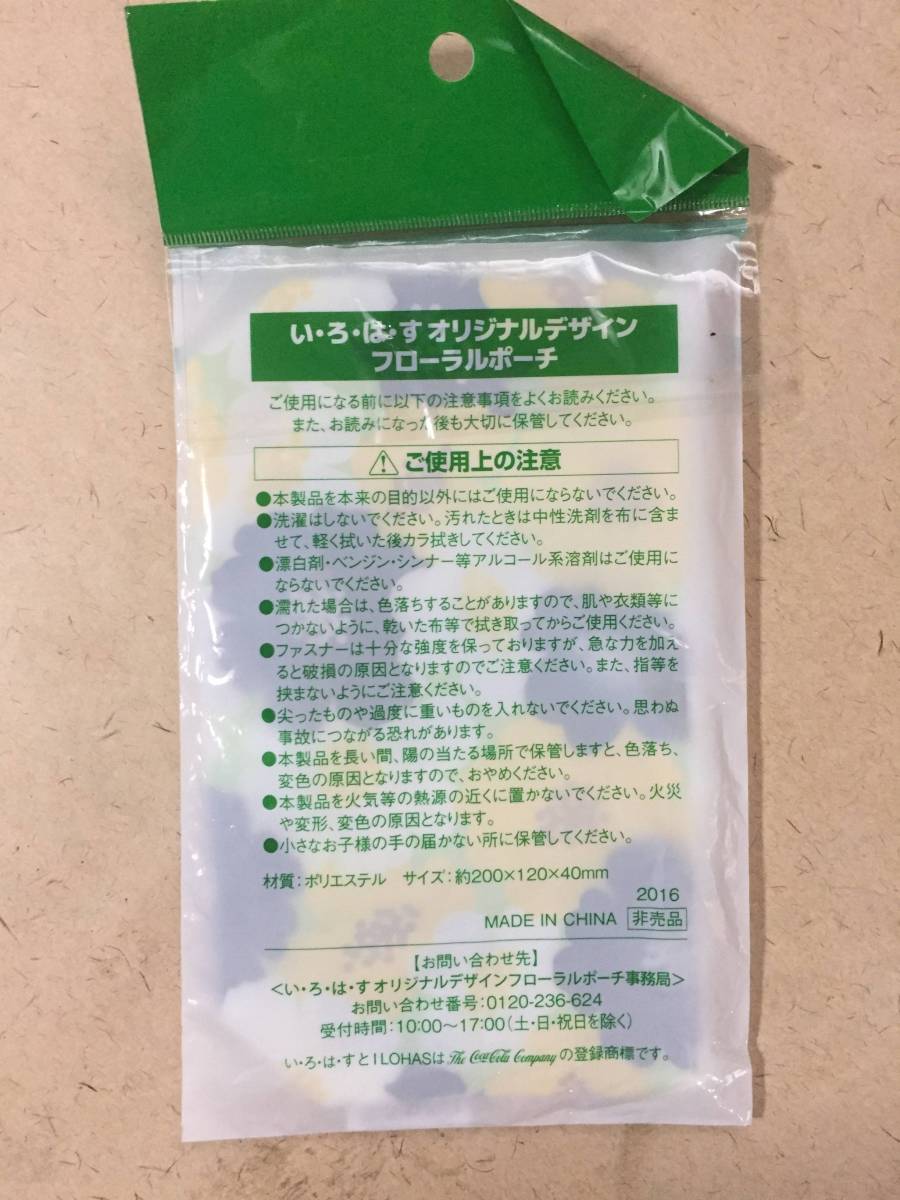 い・ろ・は・す オリジナルデザイン
フローラルポーチ
ご使用になる前に以下の注意事項をよくお読みください。
また、お読みになった後も大切に保管してください。
⚠ご使用上の注意
●本製品を本来の目的以外にはご使用にならないでください。
●洗濯はしないでください。汚れたときは中性洗剤を布に含ま
せて、軽く拭いた後カラ拭きしてください。
●漂白剤・ベンジン・シンナー等アルコール系溶剤はご使用に
ならないでください。
●濡れた場合は、色落ちすることがありますので、肌や衣類等に
つかないように、乾いた布等で拭き取ってからご使用ください。
●ファスナーは十分な強度を保っておりますが、急な力を加え
ると破損の原因となりますのでご注意ください。また、指等を
挟まないようにご注意ください。
●尖ったものや過度に重いものを入れないでください。思わぬ
事故につながる恐れがあります。
●本製品を長い間、陽の当たる場所で保管しますと、色落ち、
変色の原因となりますので、おやめください。
●本製品を火気等の熱源の近くに置かないでください。火災
や変形、変色の原因となります。
●小さなお子様の手の届かない所に保管してください。
材質：ポリエステル　サイズ：約200×120×40mm
2016
MADE IN CHINA 非売品
【お問い合わせ先】
＜い・ろ・は・す オリジナルデザインフローラルポーチ事務局＞
お問い合わせ番号：0120-236-624
受付時間：10:00〜17:00（土・日・祝日を除く）
い・ろ・は・すとI LOHASは The Coca-Cola Company の登録商標です。